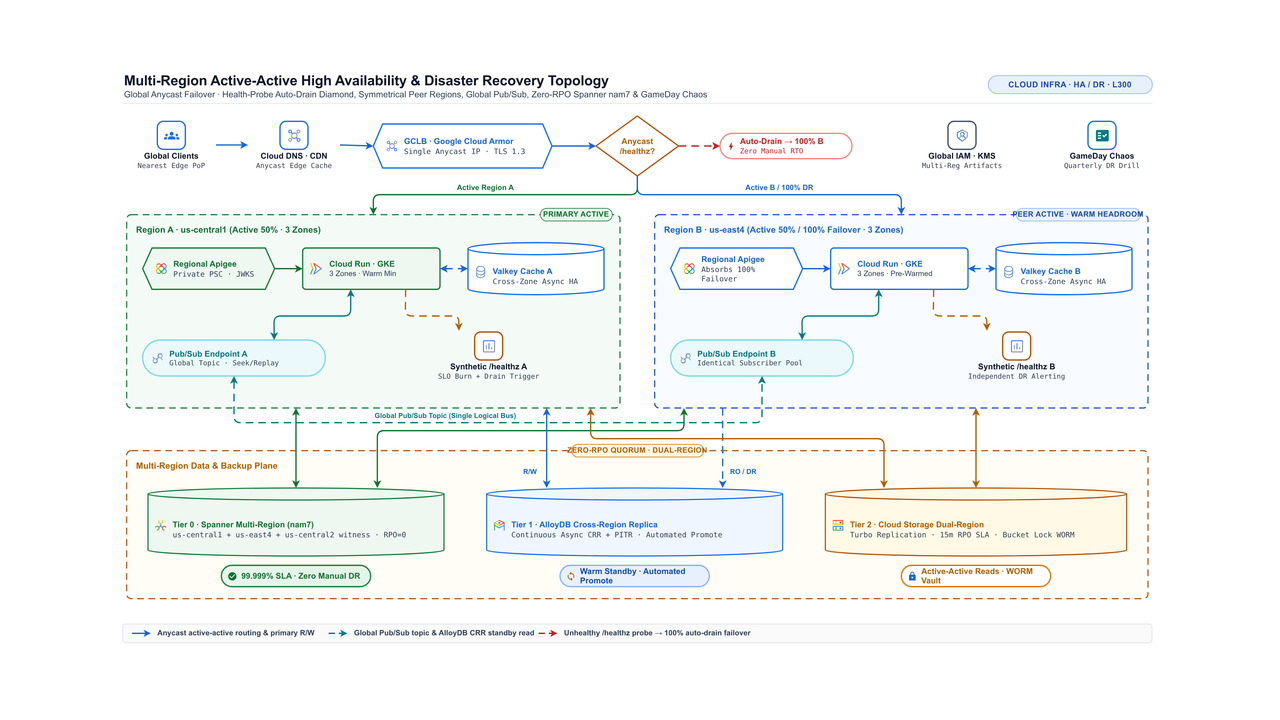 Multi-Region Active-Active High Availability & Disaster Recovery Topology
Global Anycast Failover · Health-Probe Auto-Drain Diamond, Symmetrical Peer Regions, Global Pub/Sub, Zero-RPO Spanner nam7 & GameDay Chaos
CLOUD INFRA · HA / DR · L300
Global Clients
Nearest Edge PoP
Cloud DNS · CDN
Anycast Edge Cache
GCLB · Google Cloud Armor
Single Anycast IP · TLS 1.3
Anycast
/healthz?
Auto-Drain → 100% B
Zero Manual RTO
Global IAM · KMS
Multi-Reg Artifacts
GameDay Chaos
Quarterly DR Drill
Active Region A
Active B / 100% DR
PRIMARY ACTIVE
Region A · us-central1 (Active 50% · 3 Zones)
Regional Apigee
Private PSC · JWKS
Cloud Run · GKE
3 Zones · Warm Min
Valkey Cache A
Cross-Zone Async HA
Pub/Sub Endpoint A
Global Topic · Seek/Replay
Synthetic /healthz A
SLO Burn + Drain Trigger
PEER ACTIVE · WARM HEADROOM
Region B · us-east4 (Active 50% / 100% Failover · 3 Zones)
Regional Apigee
Absorbs 100%
Failover
Cloud Run · GKE
3 Zones · Pre-Warmed
Valkey Cache B
Cross-Zone Async HA
Pub/Sub Endpoint B
Identical Subscriber Pool
Synthetic /healthz B
Independent DR Alerting
Global Pub/Sub Topic (Single Logical Bus)
ZERO-RPO QUORUM · DUAL-REGION
Multi-Region Data & Backup Plane
R/W
RO / DR
Tier 0 · Spanner Multi-Region (nam7)
us-central1 + us-east4 + us-central2 witness · RPO=0
Tier 1 · AlloyDB Cross-Region Replica
Continuous Async CRR + PITR · Automated Promote
Tier 2 · Cloud Storage Dual-Region
Turbo Replication · 15m RPO SLA · Bucket Lock WORM
99.999% SLA · Zero Manual DR
Warm Standby · Automated
Promote
Active-Active Reads · WORM
Vault
Anycast active-active routing & primary R/W
Global Pub/Sub topic & AlloyDB CRR standby read
Unhealthy /healthz probe → 100% auto-drain failover